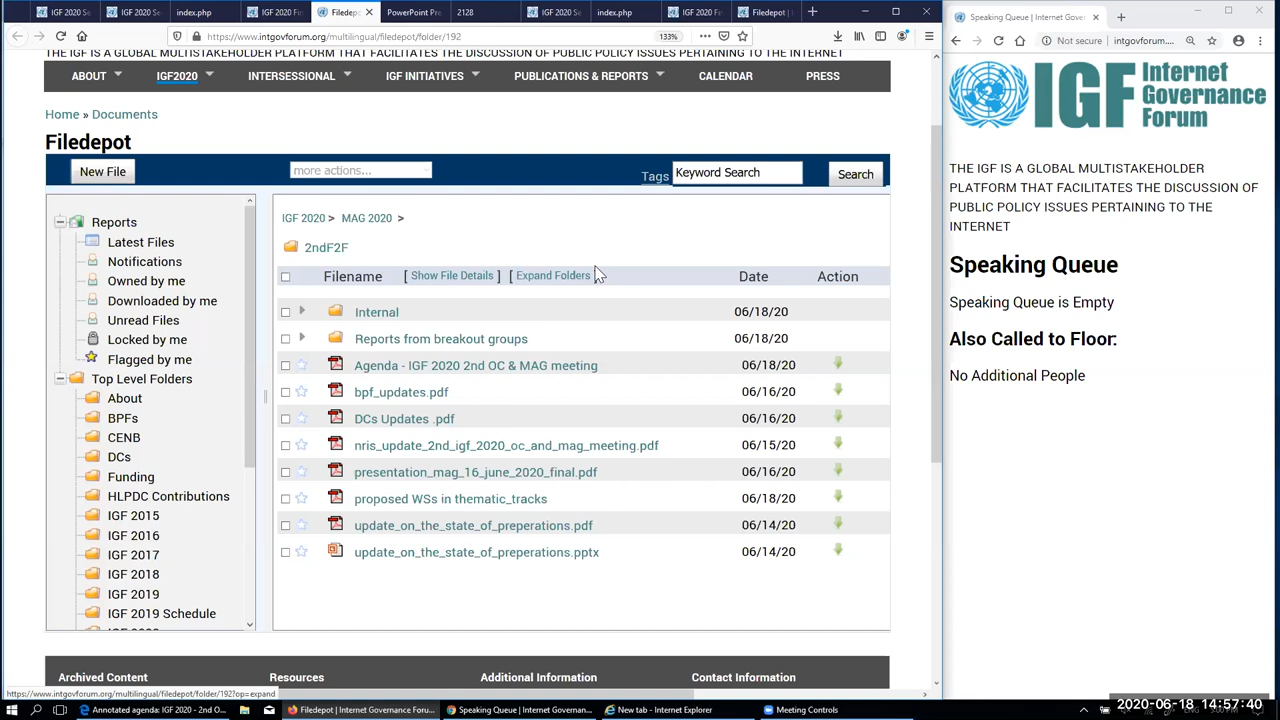 IGF 2020 Se
IGF 2020 Se
index.php
IGF 2020 Fir
Filedep
PowerPoint Pre
2128
IGF 2020 Se
index.php
IGF 2020 Fir
Filedepot | I
https://www.intgovforum.org/multilingual/filedepot/folder/192
133%
THE IGF IS A GLOBAL MULTISTAKEHOLDER PLATFORM THAT FACILITATES THE DISCUSSION OF PUBLIC POLICY ISSUES PERTAINING TO THE INTERNET
ABOUT IGF2020 INTERSESSIONAL IGF INITIATIVES PUBLICATIONS & REPORTS CALENDAR PRESS
Home » Documents
Filedepot
New File more actions... Tags Keyword Search Search
Reports
Latest Files
Notifications
Owned by me
Downloaded by me
Unread Files
Locked by me
Flagged by me
Top Level Folders
About
BPFs
CENB
DCs
Funding
HLPDC Contributions
IGF 2015
IGF 2016
IGF 2017
IGF 2018
IGF 2019
IGF 2019 Schedule
IGF 2020 > MAG 2020 >
2ndF2F
Filename [ Show File Details ] [ Expand Folders Date Action
Internal 06/18/20
Reports from breakout groups 06/18/20
Agenda - IGF 2020 2nd OC & MAG meeting 06/18/20
bpf_updates.pdf 06/16/20
DCs Updates .pdf 06/16/20
nris_update_2nd_igf_2020_oc_and_mag_meeting.pdf 06/15/20
presentation_mag_16_june_2020_final.pdf 06/16/20
proposed WSs in thematic_tracks 06/18/20
update_on_the_state_of_preperations.pdf 06/14/20
update_on_the_state_of_preperations.pptx 06/14/20
Archived Content Resources Additional Information Contact Information
https://www.intgovforum.org/multilingual/filedepot/folder/192?op=expand
Speaking Queue | Internet Gover
Not secure | intgovforum....
IGF Internet
Governance
Forum
THE IGF IS A GLOBAL MULTISTAKEHOLDER
PLATFORM THAT FACILITATES THE DISCUSSION OF
PUBLIC POLICY ISSUES PERTAINING TO THE
INTERNET
Speaking Queue
Speaking Queue is Empty
Also Called to Floor:
No Additional People
Annotated agenda: IGF 2020 - 2nd O...
Filedepot | Internet Governance Foru...
Speaking Queue | Internet Governan...
New tab - Internet Explorer
Meeting Controls
2020-06-18 14:57:40